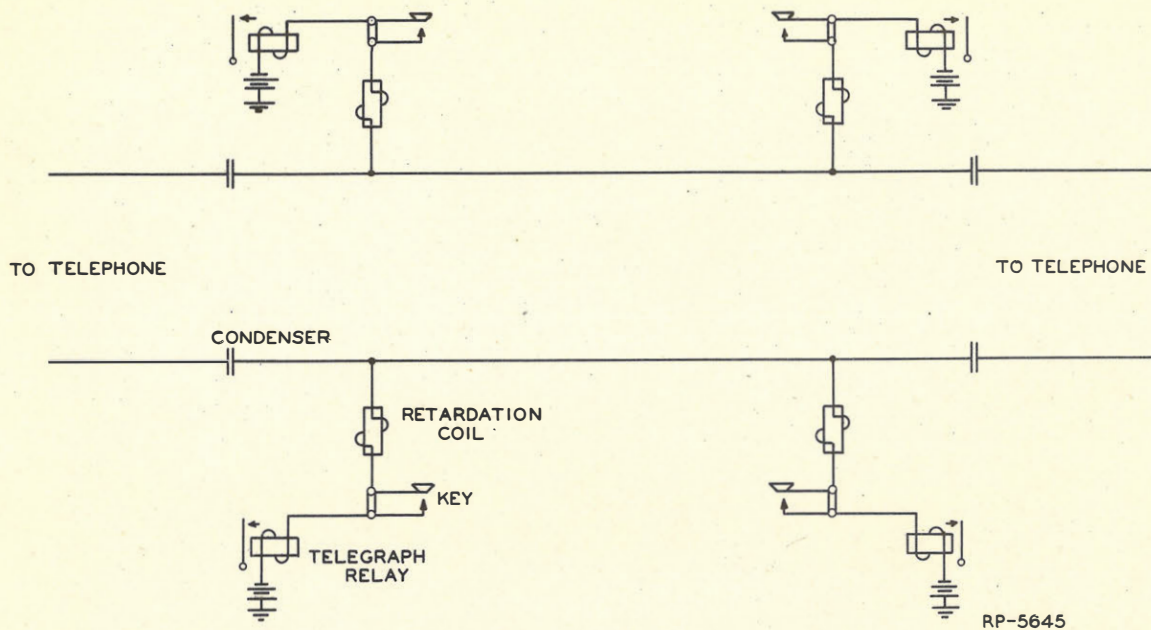 TO TELEPHONE
TO TELEPHONE
CONDENSER
RETARDATION
COIL
KEY
TELEGRAPH
RELAY
RP-5645